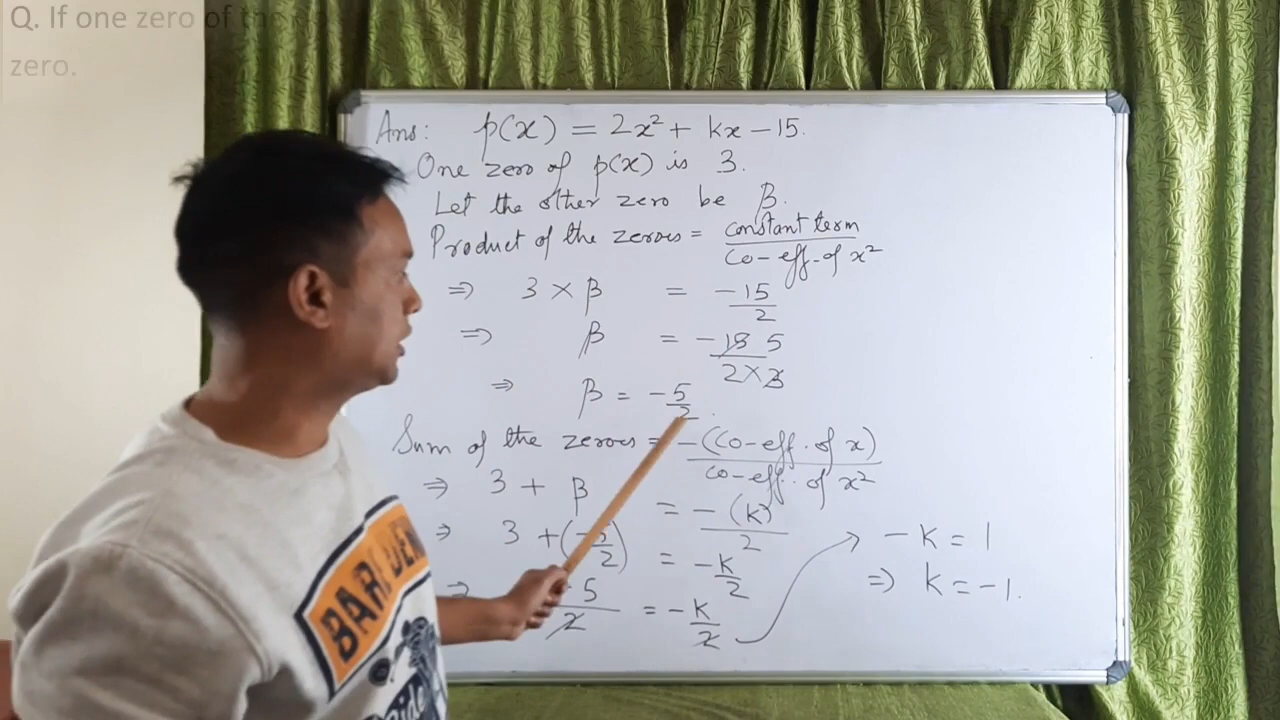 Q. If one zero of the
zero.
Ans: p(x) = 2x² + kx − 15.
One zero of p(x) is 3.
Let the other zero be β.
Product of the zeroes = constant term / Co-eff. of x²
⇒ 3 × β = −15/2
⇒ β = −15 5 / 2×3
⇒ β = −5/2.
Sum of the zeroes = −(Co-eff. of x) / co-eff. of x²
⇒ 3 + β = −(k)/2
⇒ 3 + (−5/2) = −k/2
⇒ 5/2 = −k/2
→ −k = 1
⇒ k = −1.
BAR DEN
Ride